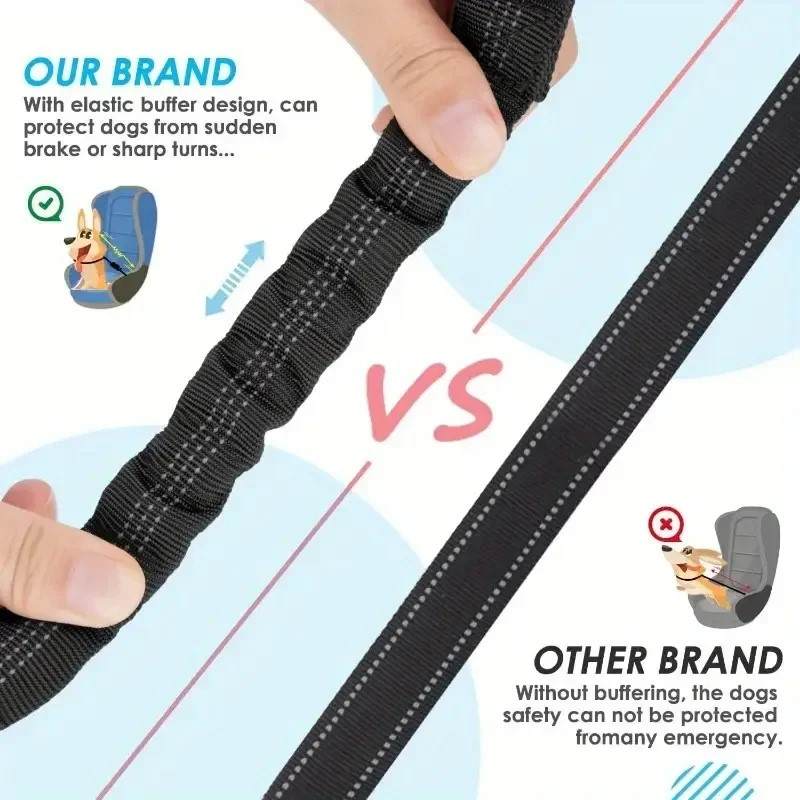 OUR BRAND
With elastic buffer design, can
protect dogs from sudden
brake or sharp turns...
VS
OTHER BRAND
Without buffering, the dogs
safety can not be protected
fromany emergency.